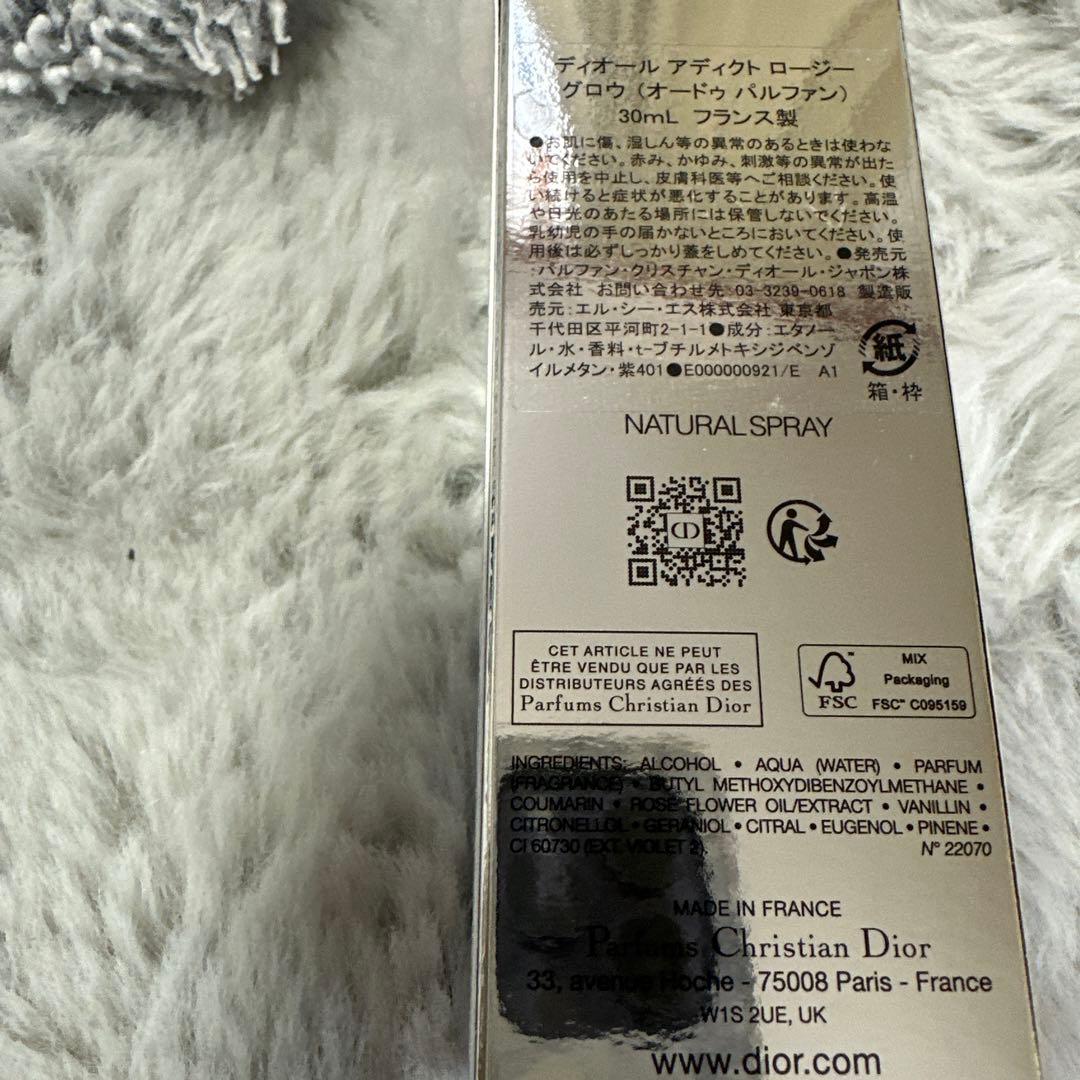 ディオール アディクト ロージー
グロウ (オードゥ パルファン)
30mL フランス製
●お肌に傷、湿しん等の異常のあるときは使わな
いでください。赤み、かゆみ、刺激等の異常が出た
ら使用を中止し、皮膚科医等へご相談ください。使
い続けると症状が悪化することがあります。高温
や日光のあたる場所には保管しないでください。
乳幼児の手の届かないところにおいてください。使
用後は必ずしっかり蓋をしめてください。●発売元
:パルファン・クリスチャン・ディオール・ジャポン株
式会社 お問い合わせ先:03-3239-0618 製造販
売元:エル・シー・エス株式会社 東京都
千代田区平河町2-1-1●成分:エタノー
ル・水・香料・t-ブチルメトキシジベンゾ
イルメタン・紫401●E000000921/E A1
紙
箱・枠
NATURAL SPRAY
CD
CET ARTICLE NE PEUT
ÊTRE VENDU QUE PAR LES
DISTRIBUTEURS AGRÉÉS DES
Parfums Christian Dior
FSC™
MIX
Packaging
FSC™ C095159
INGREDIENTS: ALCOHOL • AQUA (WATER) • PARFUM
(FRAGRANCE) • BUTYL METHOXYDIBENZOYLMETHANE •
COUMARIN • ROSE FLOWER OIL/EXTRACT • VANILLIN •
CITRONELLOL • GERANIOL • CITRAL • EUGENOL • PINENE •
CI 60730 (EXT. VIOLET 2). N° 22070
MADE IN FRANCE
Parfums Christian Dior
33, avenue Hoche - 75008 Paris - France
W1S 2UE, UK
www.dior.com